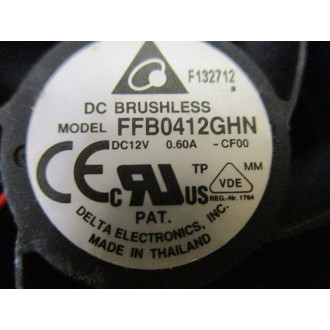 F132712
DC BRUSHLESS
MODEL FFB0412GHN
DC12V 0.60A -CF00
CE c UR US TP MM
VDE
REG.-Nr. 1764
PAT.
DELTA ELECTRONICS, INC.
MADE IN THAILAND